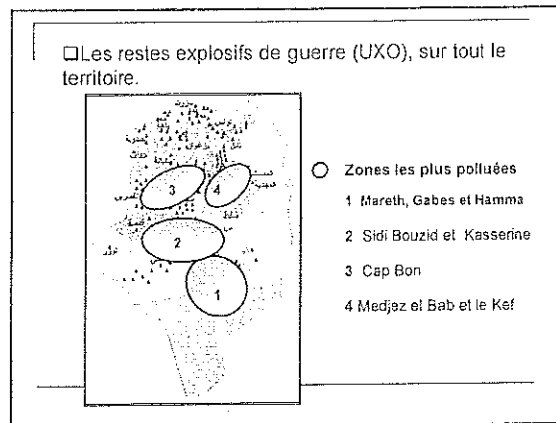 ❑Les restes explosifs de guerre (UXO), sur tout le
territoire.
3
4
2
1
Zones les plus polluées
1 Mareth, Gabes et Hamma
2 Sidi Bouzid et Kasserine
3 Cap Bon
4 Medjez el Bab et le Kef